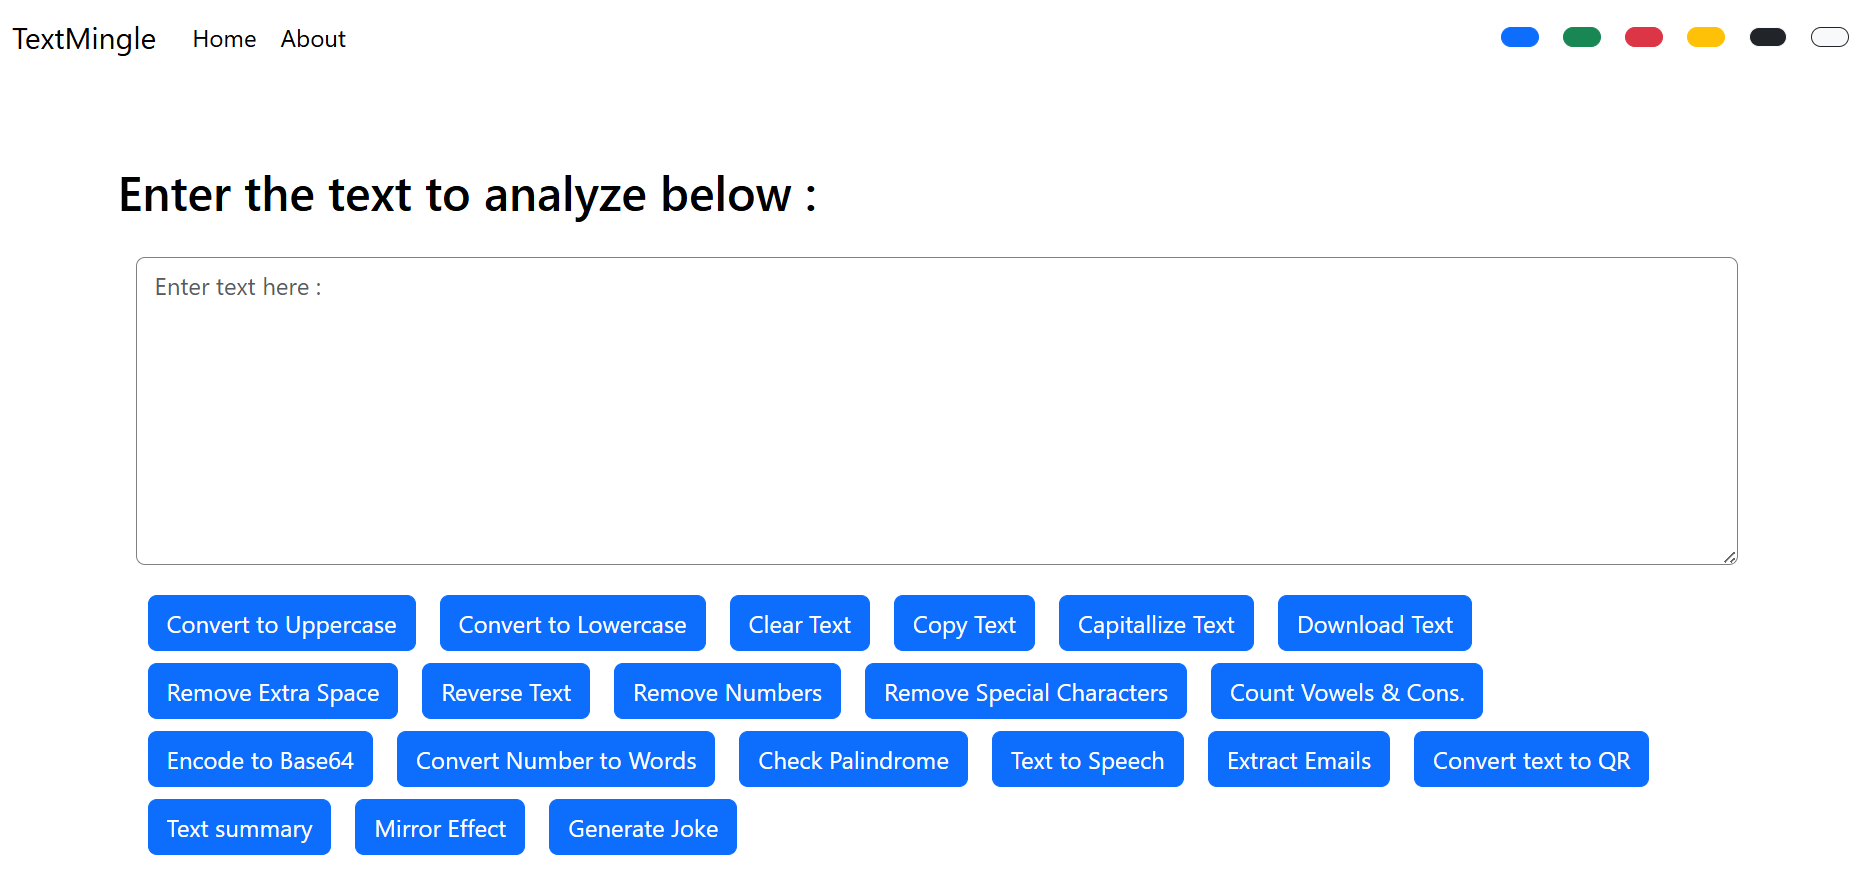 TextMingle Home About
Enter the text to analyze below :
Enter text here :
Convert to Uppercase Convert to Lowercase Clear Text Copy Text Capitallize Text Download Text
Remove Extra Space Reverse Text Remove Numbers Remove Special Characters Count Vowels & Cons.
Encode to Base64 Convert Number to Words Check Palindrome Text to Speech Extract Emails Convert text to QR
Text summary Mirror Effect Generate Joke